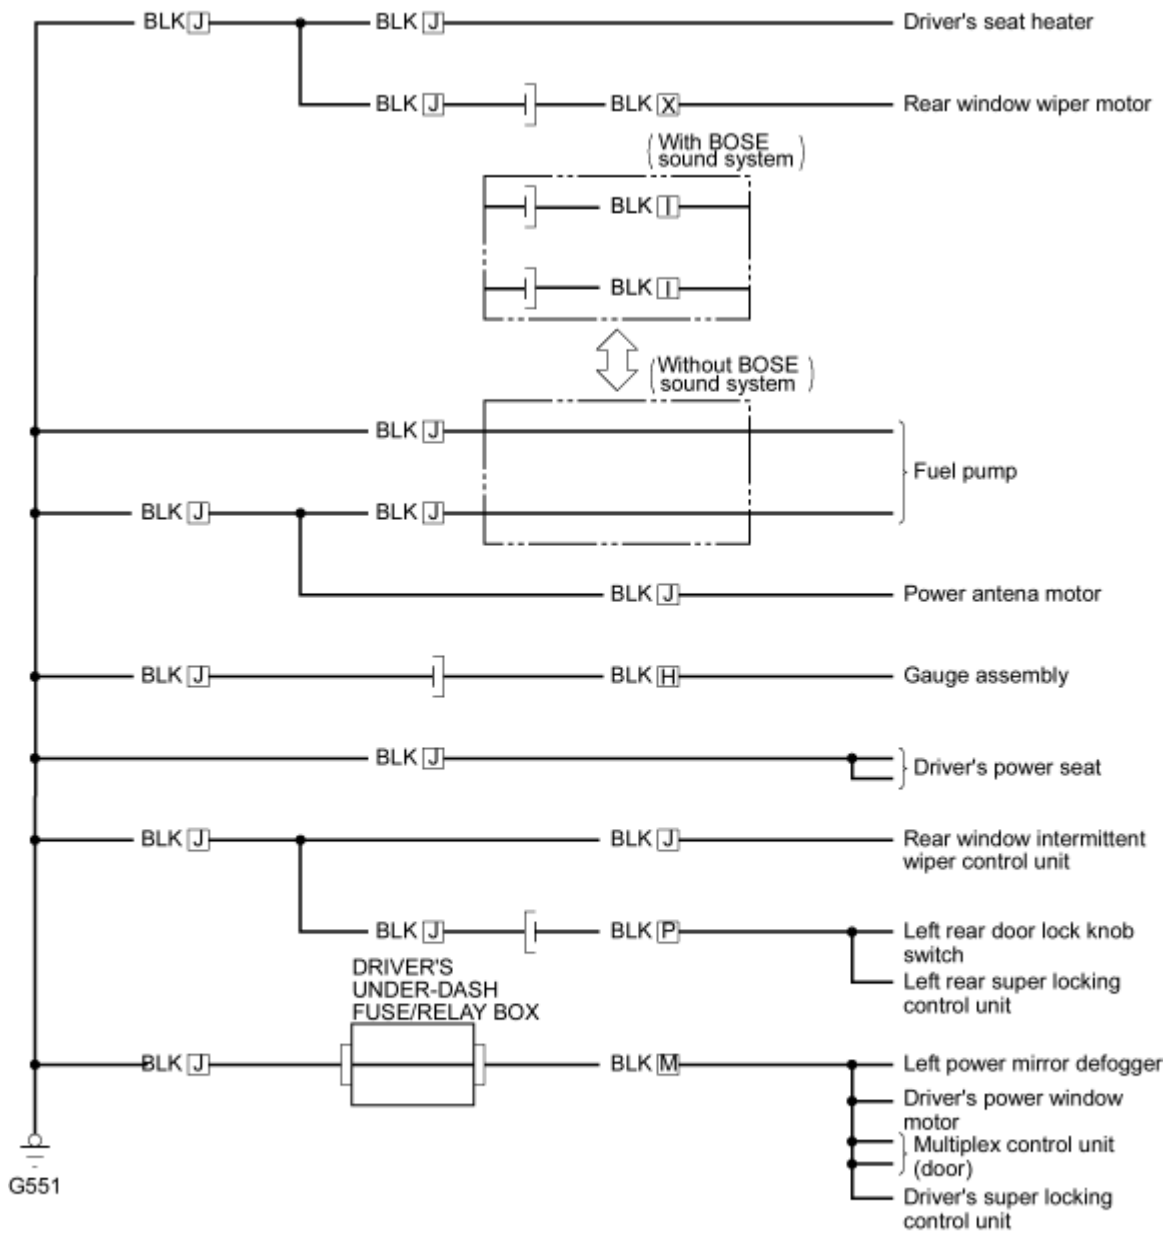 BLK J BLK J Driver's seat heater
BLK J BLK X Rear window wiper motor
(With BOSE
sound system)
BLK I
BLK I
(Without BOSE
sound system)
BLK J
Fuel pump
BLK J BLK J
BLK J Power antena motor
BLK J BLK H Gauge assembly
BLK J Driver's power seat
BLK J BLK J Rear window intermittent
wiper control unit
BLK J BLK P Left rear door lock knob
switch
Left rear super locking
control unit
DRIVER'S
UNDER-DASH
FUSE/RELAY BOX
BLK J BLK M Left power mirror defogger
Driver's power window
motor
Multiplex control unit
(door)
Driver's super locking
control unit
G551